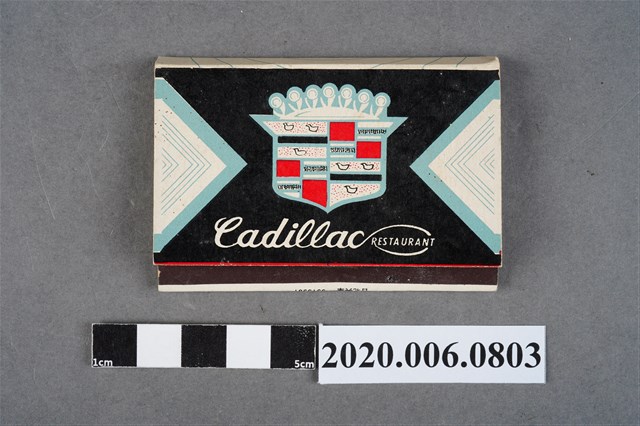 Cadillac RESTAURANT
1cm 5cm
2020.006.0803